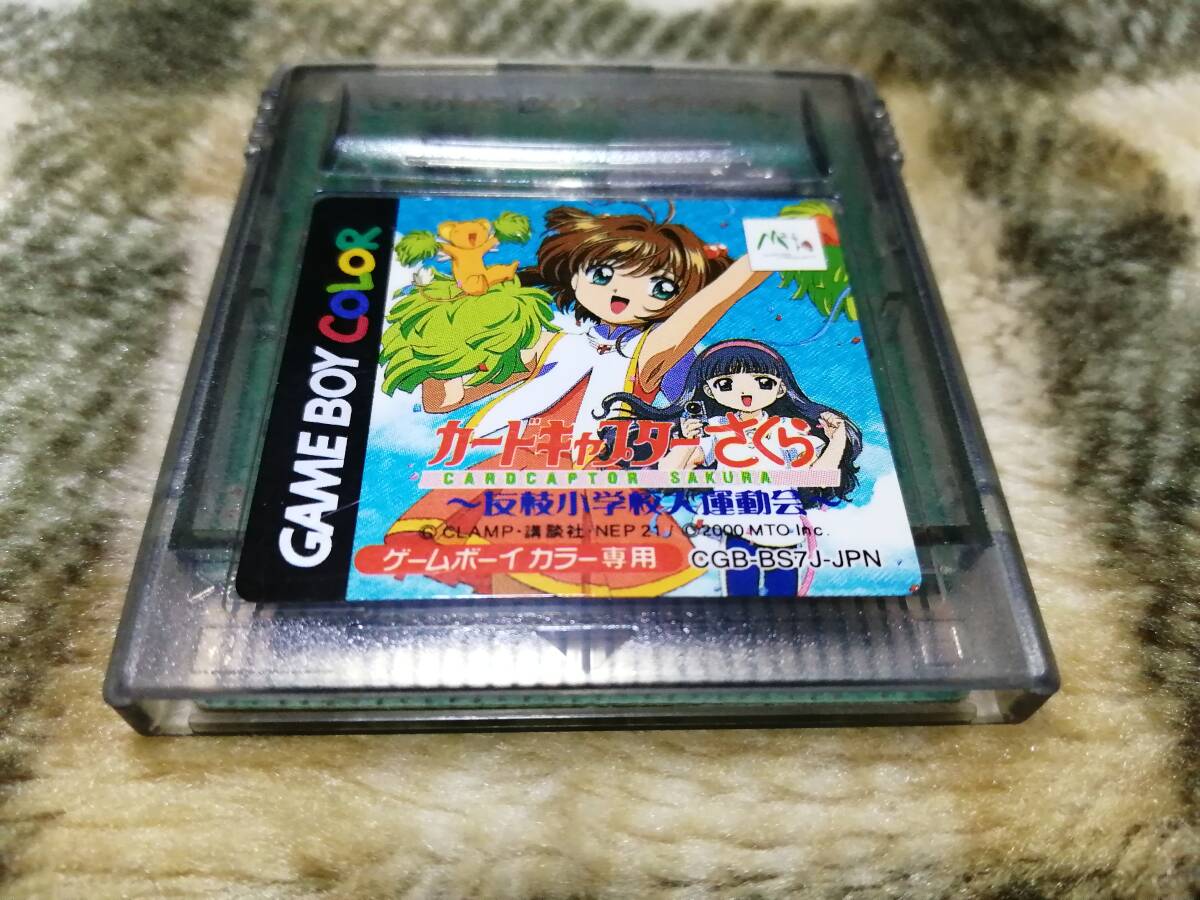 GAME BOY COLOR
カードキャプターさくら
CARDCAPTOR SAKURA
～友枝小学校大運動会～
©CLAMP・講談社・NEP 21/ ©2000 MTO Inc.
ゲームボーイカラー専用
CGB-BS7J-JPN